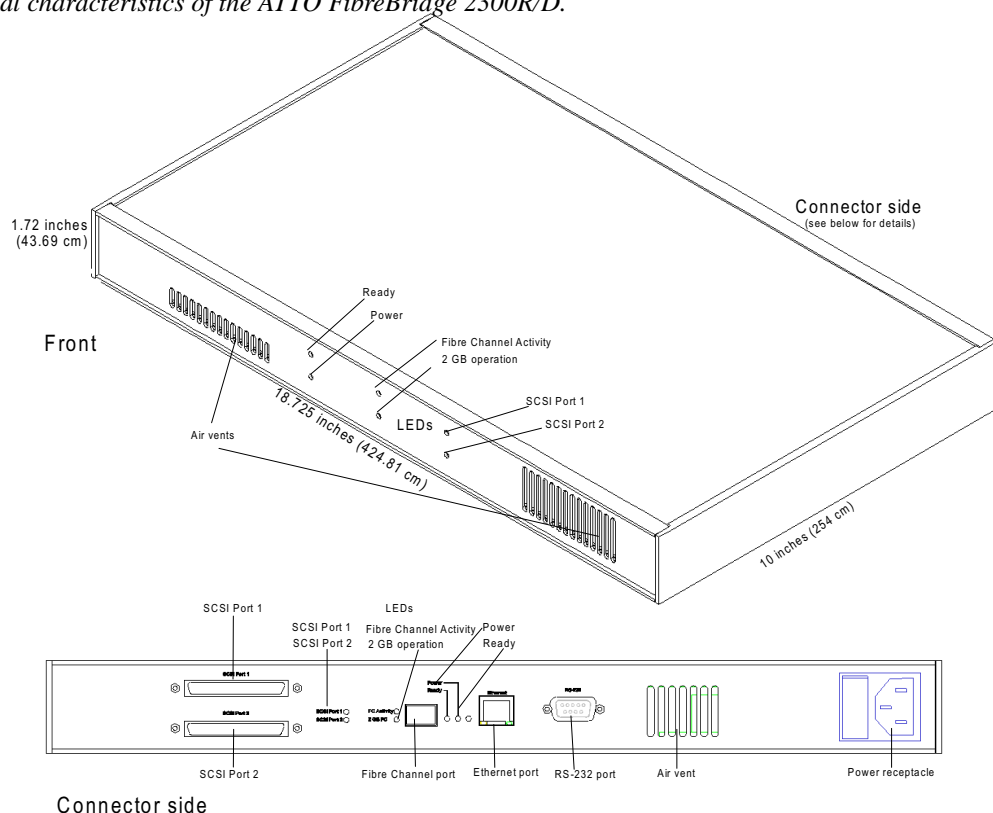 al characteristics of the ATTO FibreBridge 2300R/D.
Connector side
(see below for details)
1.72 inches
(43.69 cm)
Ready
Power
Front
Fibre Channel Activity
2 GB operation
18.725 inches (424.81 cm)
SCSI Port 1
LEDs
SCSI Port 2
Air vents
10 inches (254 cm)
SCSI Port 1
LEDs
SCSI Port 1
Fibre Channel Activity
Power
SCSI Port 2
2 GB operation
Ready
SCSI Port 1
Power
Ready
Ethernet
RS-232
SCSI Port 2
SCSI Port 1
FC Activity
SCSI Port 2
2 GB FC
SCSI Port 2
Fibre Channel port
Ethernet port
RS-232 port
Air vent
Power receptacle
Connector side